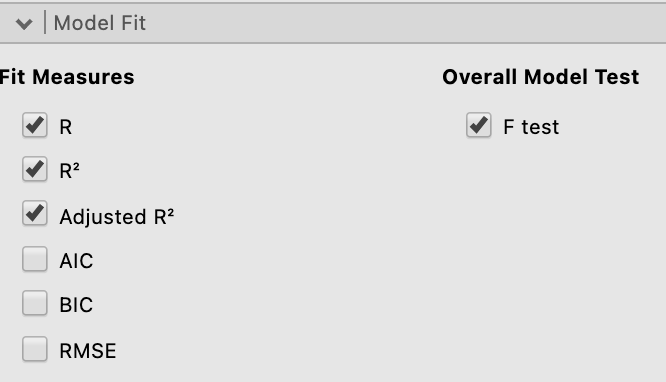 Model Fit
Fit Measures
Overall Model Test
R
F test
R²
Adjusted R²
AIC
BIC
RMSE